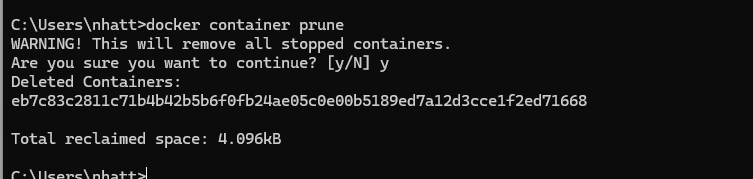 C:\Users\nhatt>docker container prune
WARNING! This will remove all stopped containers.
Are you sure you want to continue? [y/N] y
Deleted Containers:
eb7c83c2811c71b4b42b5b6f0fb24ae05c0e00b5189ed7a12d3cce1f2ed71668
Total reclaimed space: 4.096kB
C:\Users\nhatt>